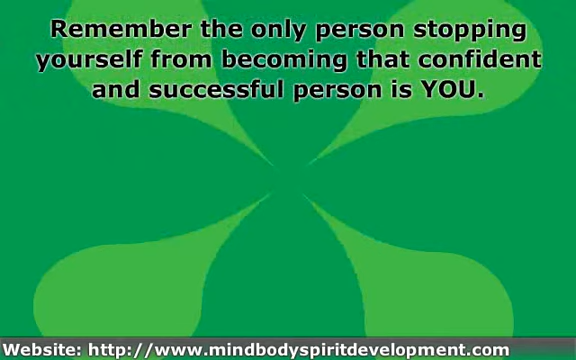 Remember the only person stopping
yourself from becoming that confident
and successful person is YOU.
Website: http://www.mindbodyspiritdevelopment.com